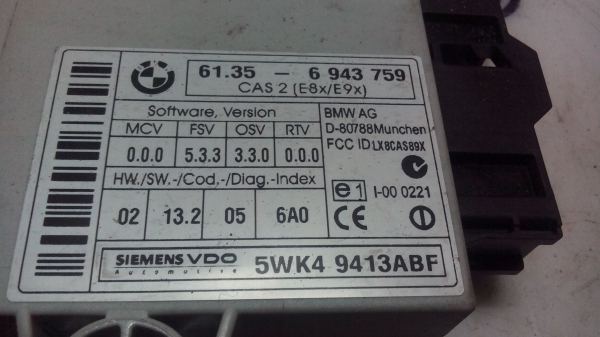 BMW
61.35 - 6 943 759
CAS 2 (E8x/E9x)
Software, Version
MCV FSV OSV RTV
0.0.0 5.3.3 3.3.0 0.0.0
HW./SW.-/Cod.-/Diag.-Index
02 13.2 05 6A0
BMW AG
D-80788Munchen
FCC ID LX8CAS89X
e1 I-00 0221
CE
SIEMENS VDO
Automotive
5WK4 9413ABF